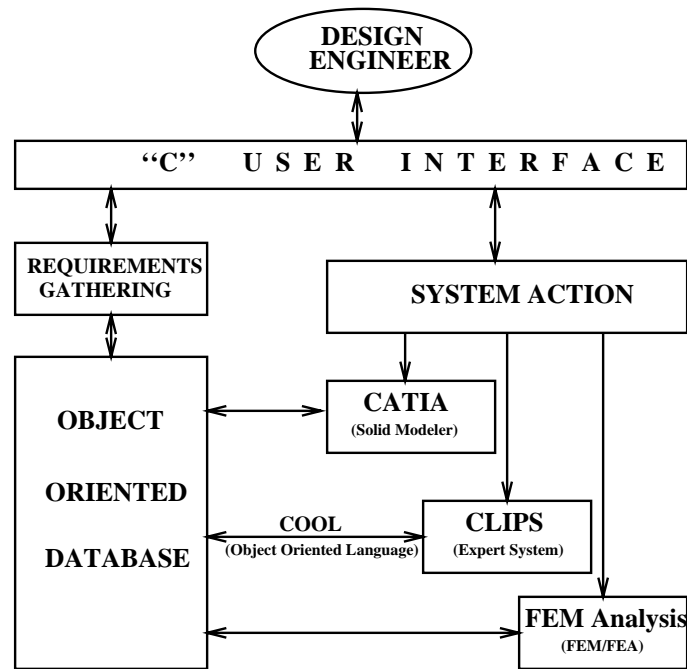 DESIGN
ENGINEER
“C” USER INTERFACE
REQUIREMENTS
GATHERING
SYSTEM ACTION
OBJECT
ORIENTED
DATABASE
CATIA
(Solid Modeler)
COOL
(Object Oriented Language)
CLIPS
(Expert System)
FEM Analysis
(FEM/FEA)